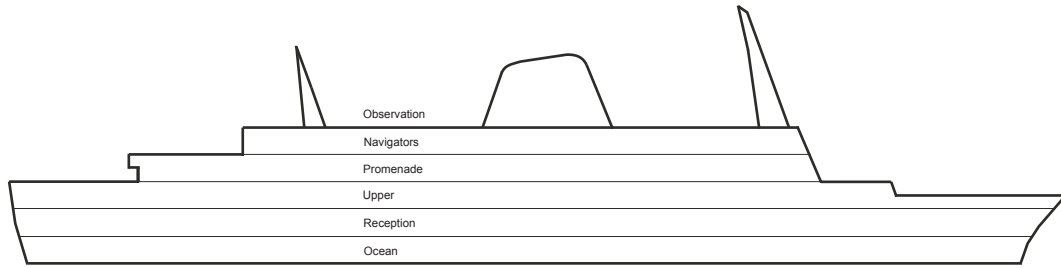 Observation
Navigators
Promenade
Upper
Reception
Ocean